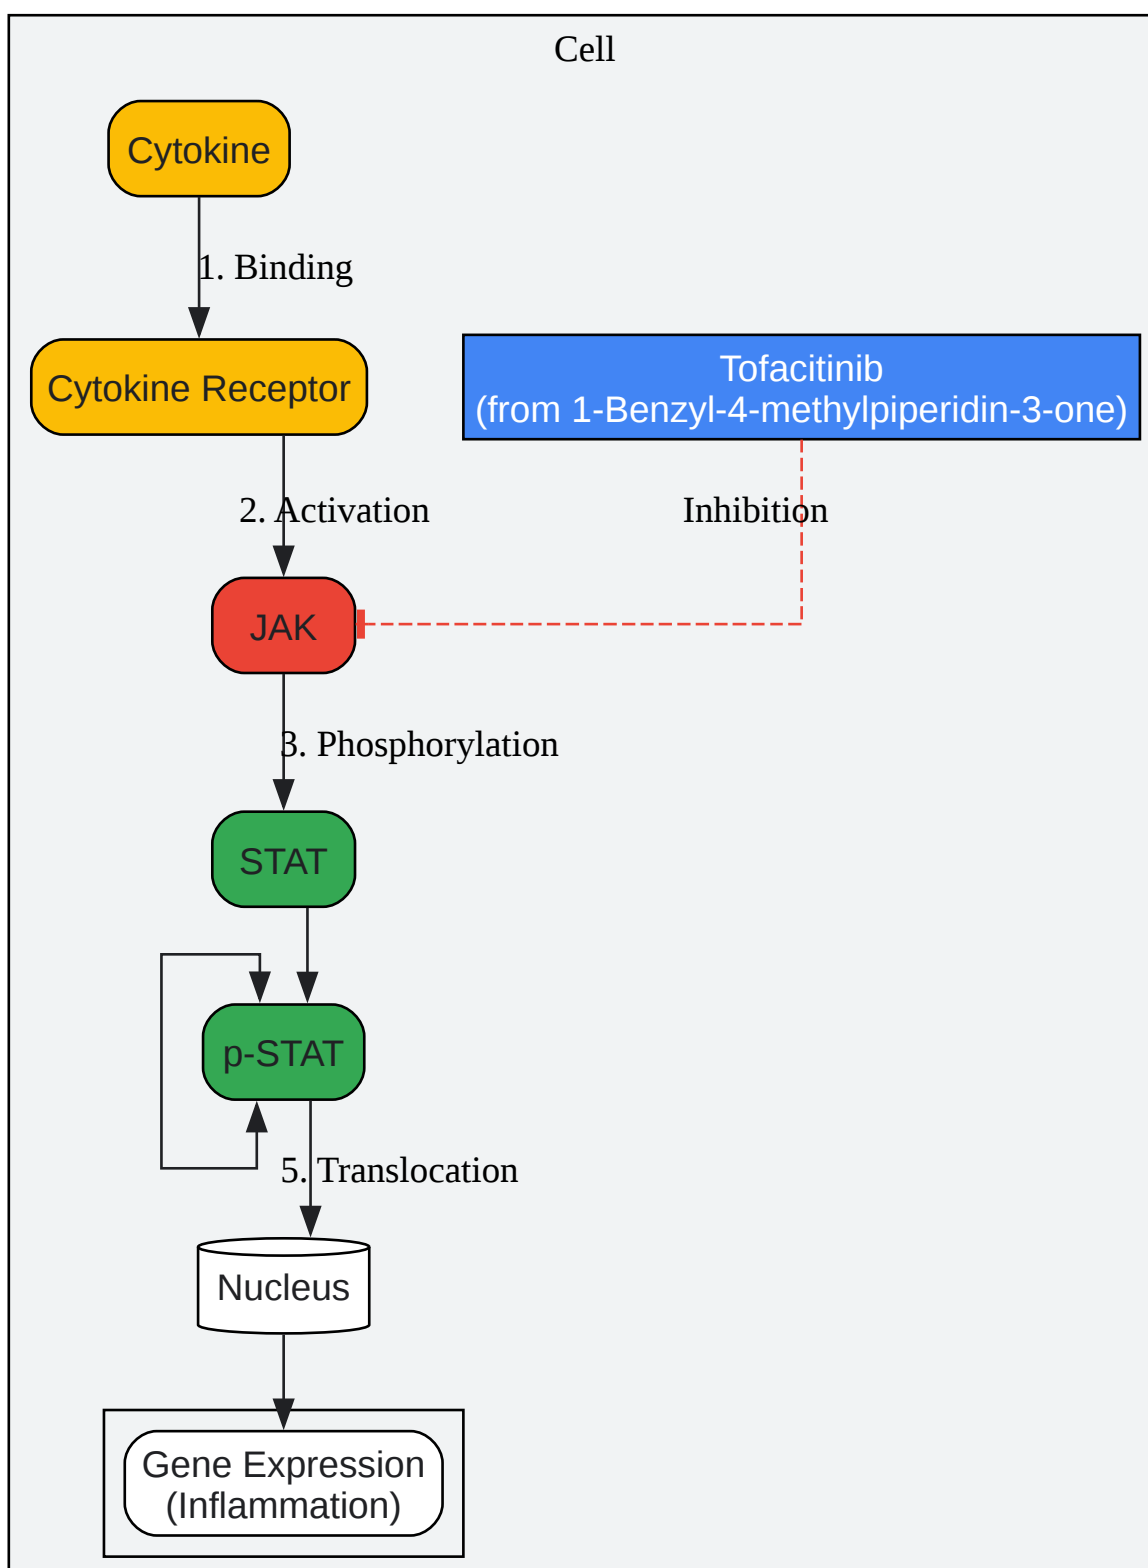 Cell
Cytokine
1. Binding
Cytokine Receptor
Tofacitinib
(from 1-Benzyl-4-methylpiperidin-3-one)
2. Activation
Inhibition
JAK
3. Phosphorylation
STAT
p-STAT
5. Translocation
Nucleus
Gene Expression
(Inflammation)